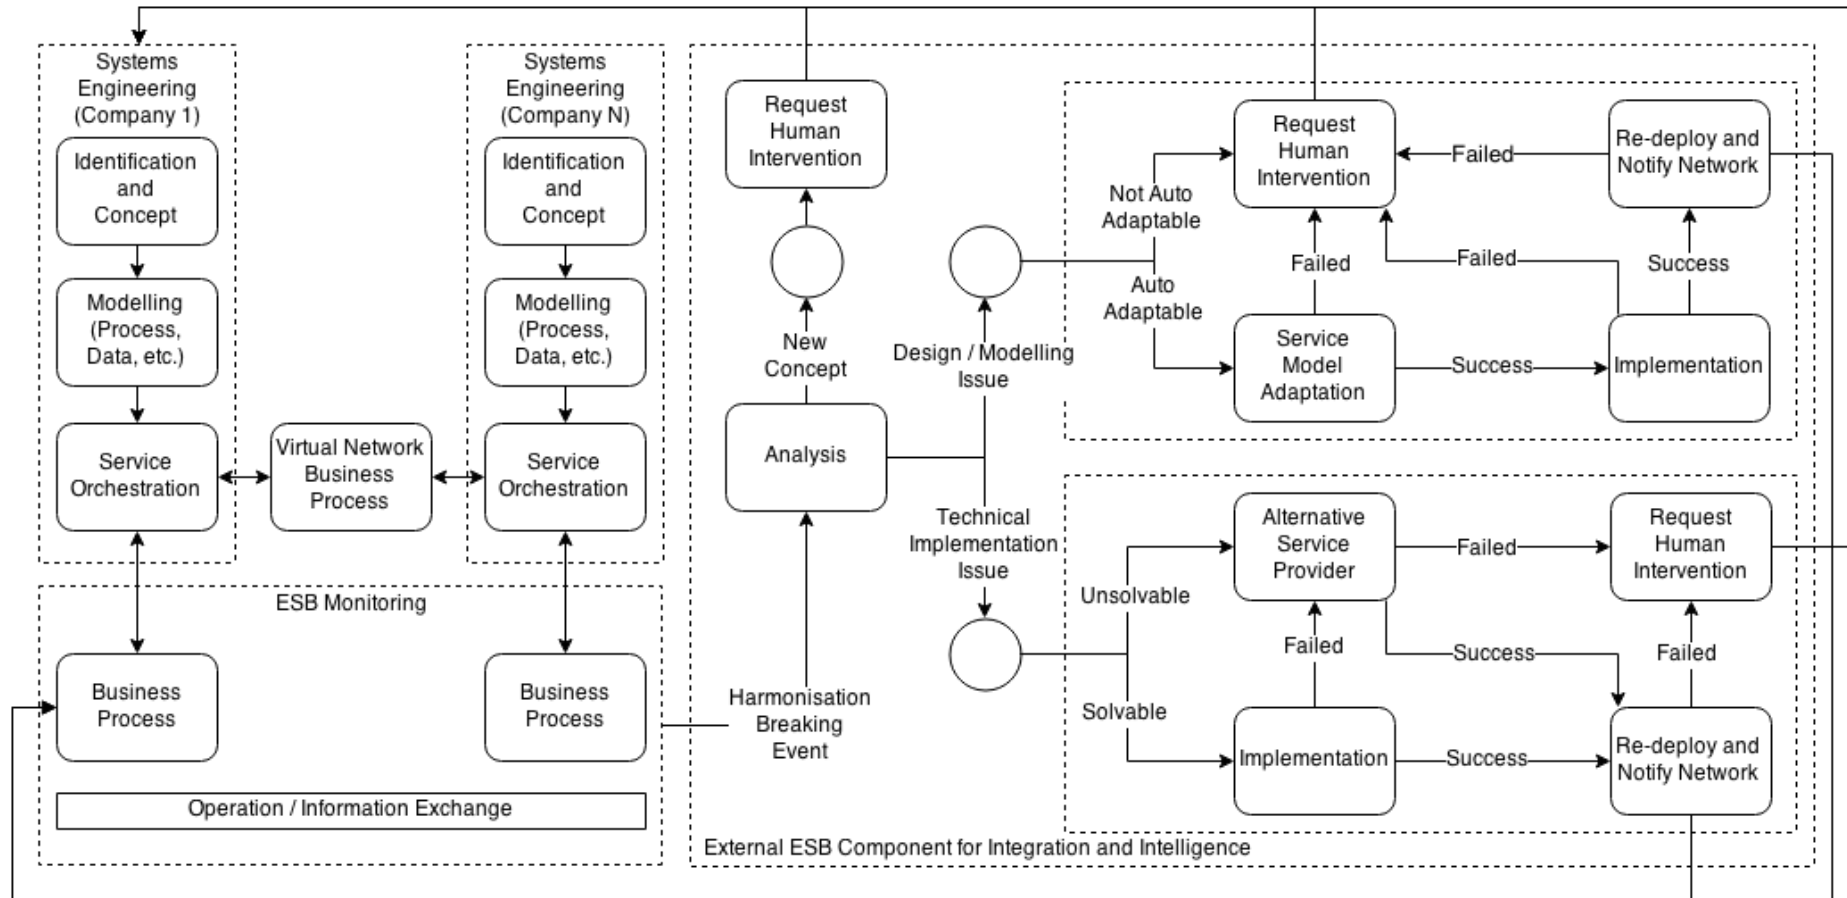 Systems
Engineering
(Company 1)
Identification
and
Concept
Modelling
(Process,
Data, etc.)
Service
Orchestration
Virtual Network
Business
Process
Systems
Engineering
(Company N)
Identification
and
Concept
Modelling
(Process,
Data, etc.)
Service
Orchestration
ESB Monitoring
Business
Process
Business
Process
Operation / Information Exchange
Request
Human
Intervention
New
Concept
Analysis
Harmonisation
Breaking
Event
Design / Modelling
Issue
Technical
Implementation
Issue
Not Auto
Adaptable
Auto
Adaptable
Request
Human
Intervention
Failed
Re-deploy and
Notify Network
Failed
Failed
Success
Service
Model
Adaptation
Success
Implementation
Unsolvable
Solvable
Alternative
Service
Provider
Failed
Request
Human
Intervention
Failed
Success
Failed
Implementation
Success
Re-deploy and
Notify Network
External ESB Component for Integration and Intelligence